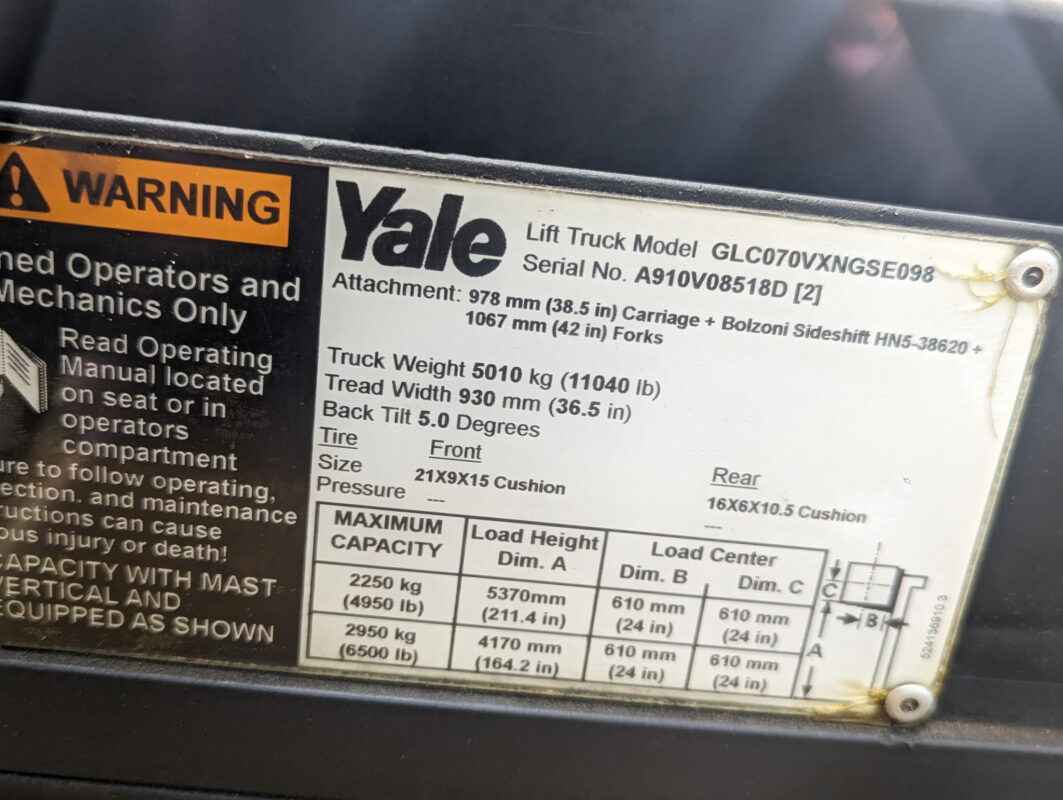 WARNING
Operators and
Mechanics Only
Read Operating
Manual located
on seat or in
operators
compartment
to follow operating,
and maintenance
can cause
injury or death!
CAPACITY WITH MAST
VERTICAL AND
EQUIPPED AS SHOWN
Yale
Lift Truck Model GLC070VXNGSE098
Serial No. A910V08518D [2]
Attachment: 978 mm (38.5 in) Carriage + Bolzoni Sideshift HN5-38620 +
1067 mm (42 in) Forks
Truck Weight 5010 kg (11040 lb)
Tread Width 930 mm (36.5 in)
Back Tilt 5.0 Degrees
Tire Front Rear
Size 21X9X15 Cushion 16X6X10.5 Cushion
Pressure --- ---
MAXIMUM CAPACITY Load Height Dim. A Load Center Dim. B Dim. C
2250 kg 5370mm 610 mm 610 mm
(4950 lb) (211.4 in) (24 in) (24 in)
2950 kg 4170 mm 610 mm 610 mm
(6500 lb) (164.2 in) (24 in) (24 in)
C
B
A
524136910 3